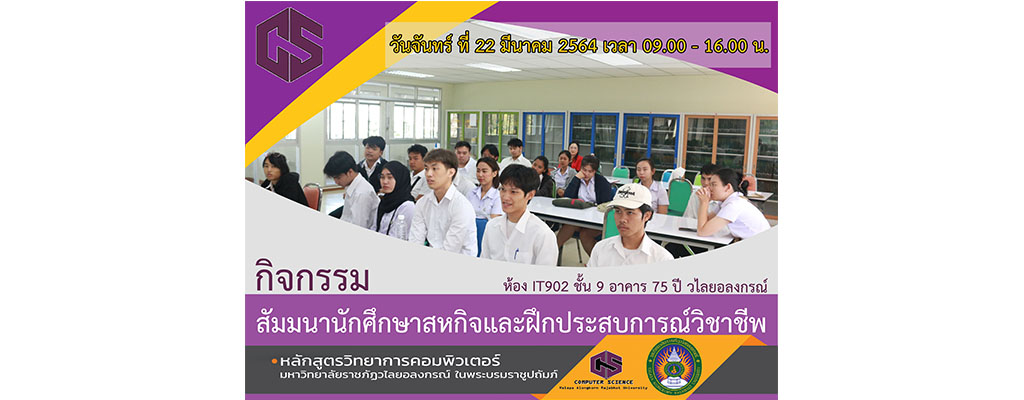 CS
วันจันทร์ ที่ 22 มีนาคม 2564 เวลา 09.00 - 16.00 น.
กิจกรรม
ห้อง IT902 ชั้น 9 อาคาร 75 ปี วไลยอลงกรณ์
สัมมนานักศึกษาสหกิจและฝึกประสบการณ์วิชาชีพ
•หลักสูตรวิทยาการคอมพิวเตอร์
มหาวิทยาลัยราชภัฏวไลยอลงกรณ์ ในพระบรมราชูปถัมภ์
CS
COMPUTER SCIENCE
Valaya Alongkorn Rajabhat University